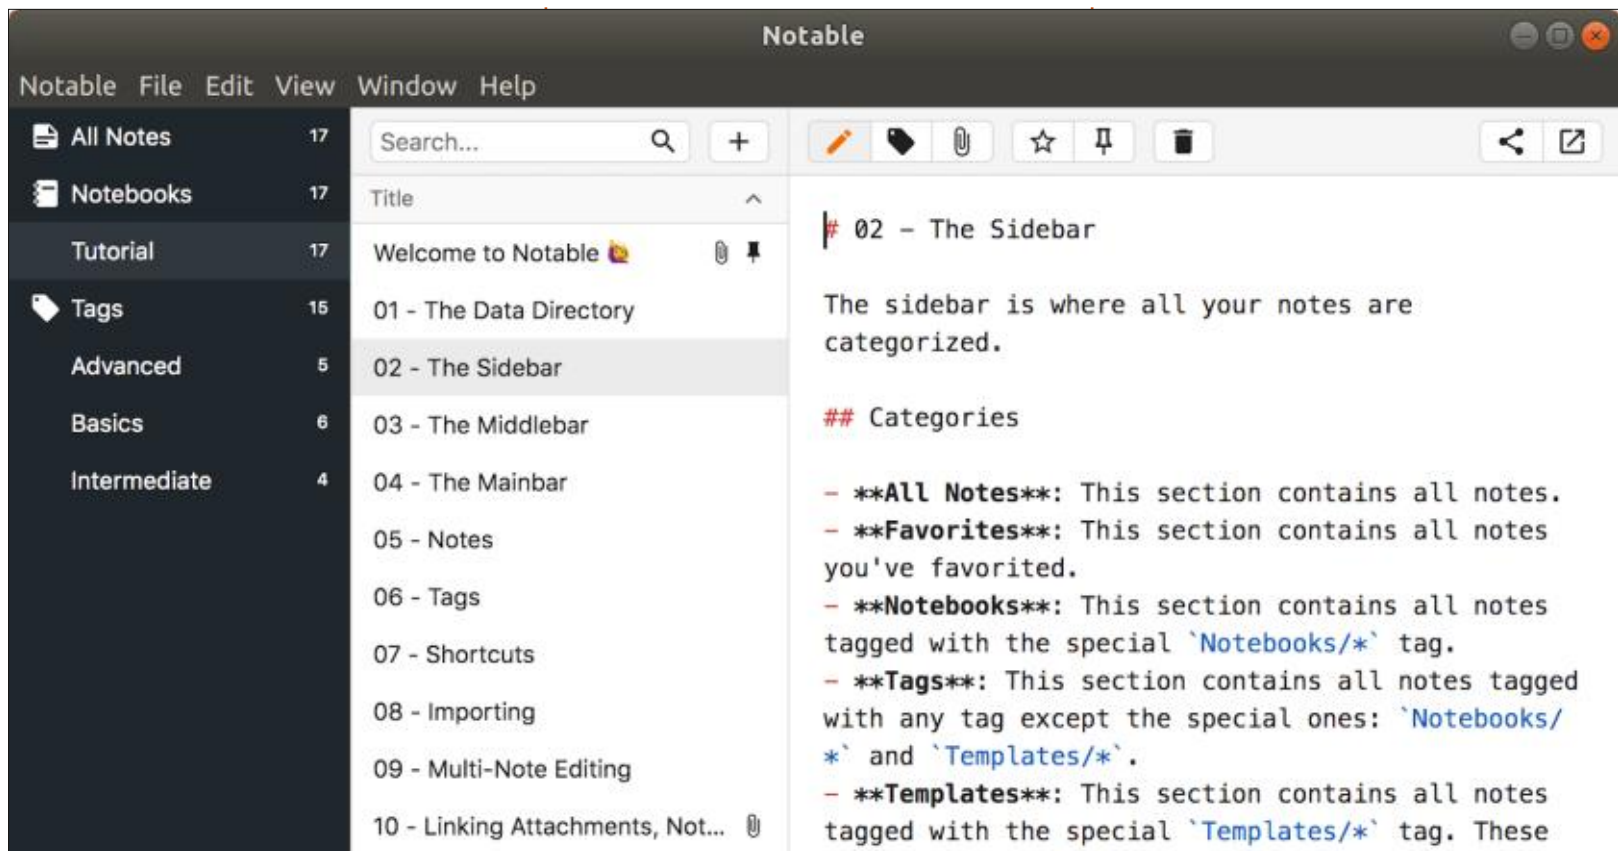 Notable
Notable File Edit View Window Help
All Notes 17
Notebooks 17
Tutorial 17
Tags 15
Advanced 5
Basics 6
Intermediate 4
Search...
Title
Welcome to Notable
01 - The Data Directory
02 - The Sidebar
03 - The Middlebar
04 - The Mainbar
05 - Notes
06 - Tags
07 - Shortcuts
08 - Importing
09 - Multi-Note Editing
10 - Linking Attachments, Not...
# 02 – The Sidebar
The sidebar is where all your notes are
categorized.
## Categories
– **All Notes**: This section contains all notes.
– **Favorites**: This section contains all notes
you've favorited.
– **Notebooks**: This section contains all notes
tagged with the special `Notebooks/*` tag.
– **Tags**: This section contains all notes tagged
with any tag except the special ones: `Notebooks/
*` and `Templates/*`.
– **Templates**: This section contains all notes
tagged with the special `Templates/*` tag. These